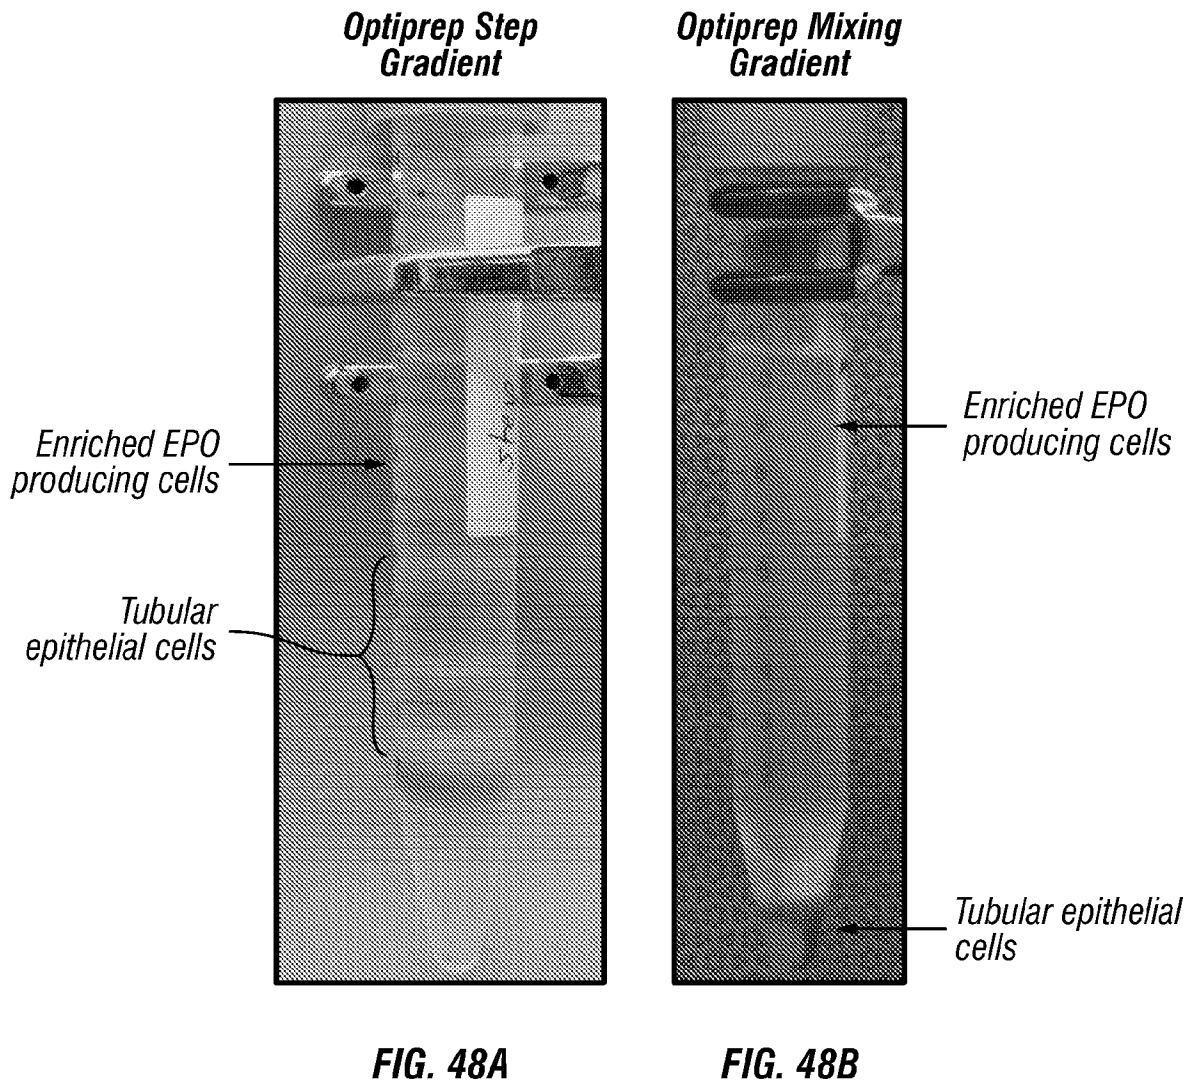 Optiprep Step
Gradient
Optiprep Mixing
Gradient
Enriched EPO
producing cells
Tubular
epithelial cells
Enriched EPO
producing cells
Tubular epithelial
cells
FIG. 48A
FIG. 48B